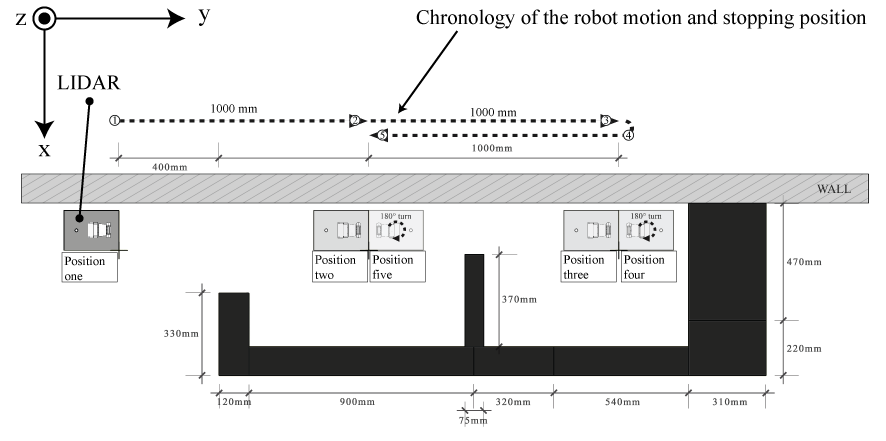 z
y
Chronology of the robot motion and stopping position
LIDAR
x
1
1000 mm
2
1000 mm
3
5
4
400mm
1000mm
WALL
180° turn
180° turn
Position
one
Position
two
Position
five
Position
three
Position
four
470mm
370mm
330mm
220mm
120mm
900mm
320mm
540mm
310mm
75mm